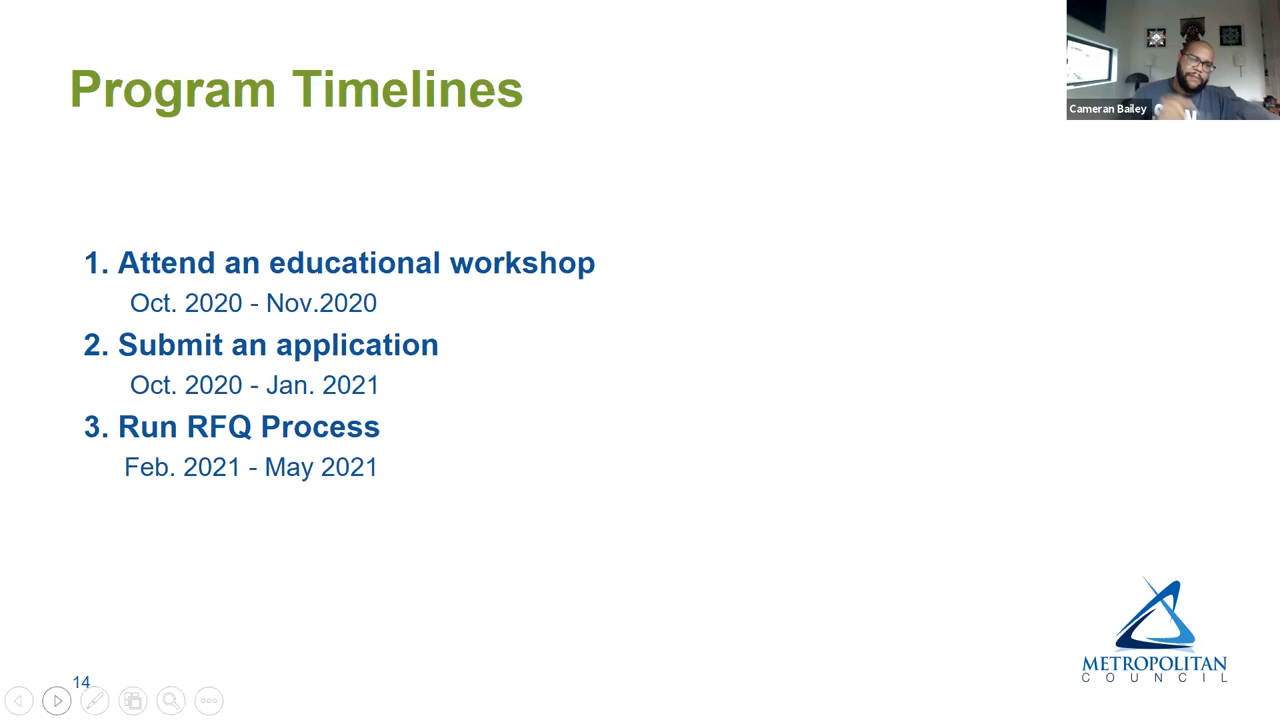 Program Timelines
Cameran Bailey
1. Attend an educational workshop
Oct. 2020 - Nov.2020
2. Submit an application
Oct. 2020 - Jan. 2021
3. Run RFQ Process
Feb. 2021 - May 2021
METROPOLITAN
COUNCIL
14